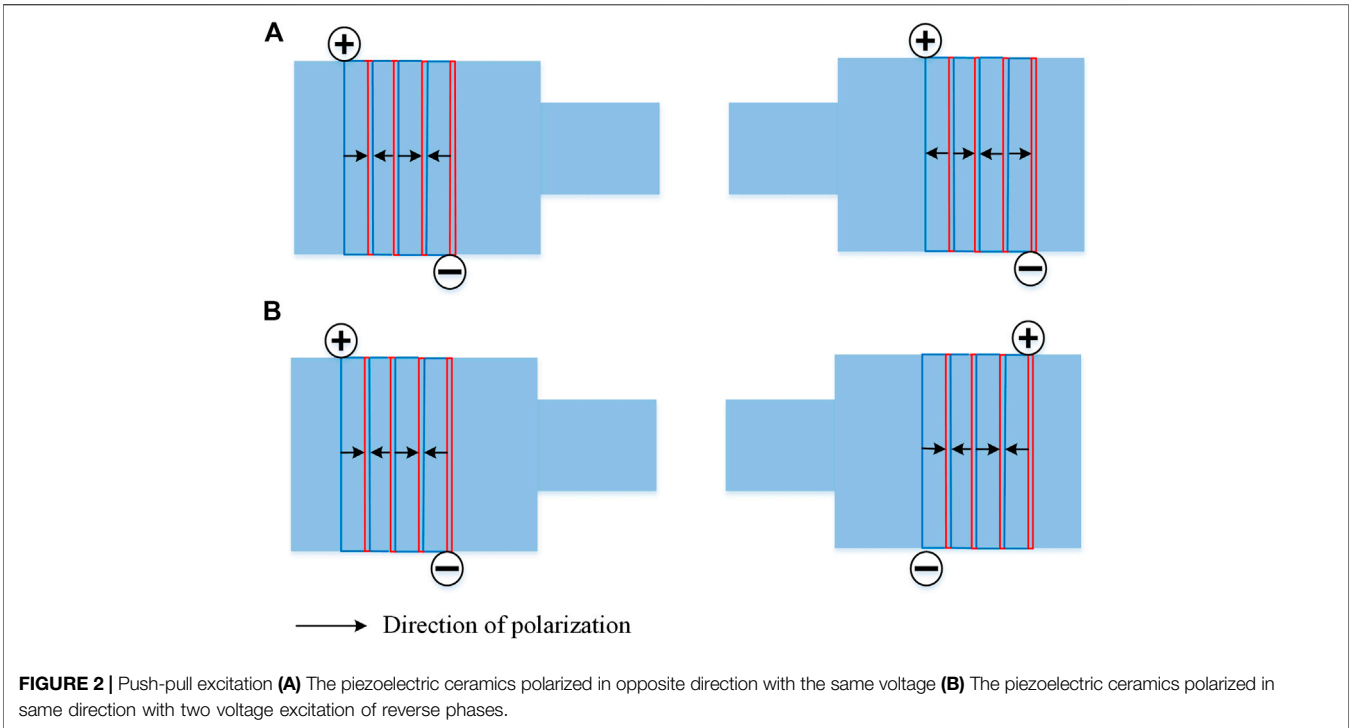 A
+ +
− −
B
+ +
− −
Direction of polarization
FIGURE 2 | Push-pull excitation (A) The piezoelectric ceramics polarized in opposite direction with the same voltage (B) The piezoelectric ceramics polarized in
same direction with two voltage excitation of reverse phases.